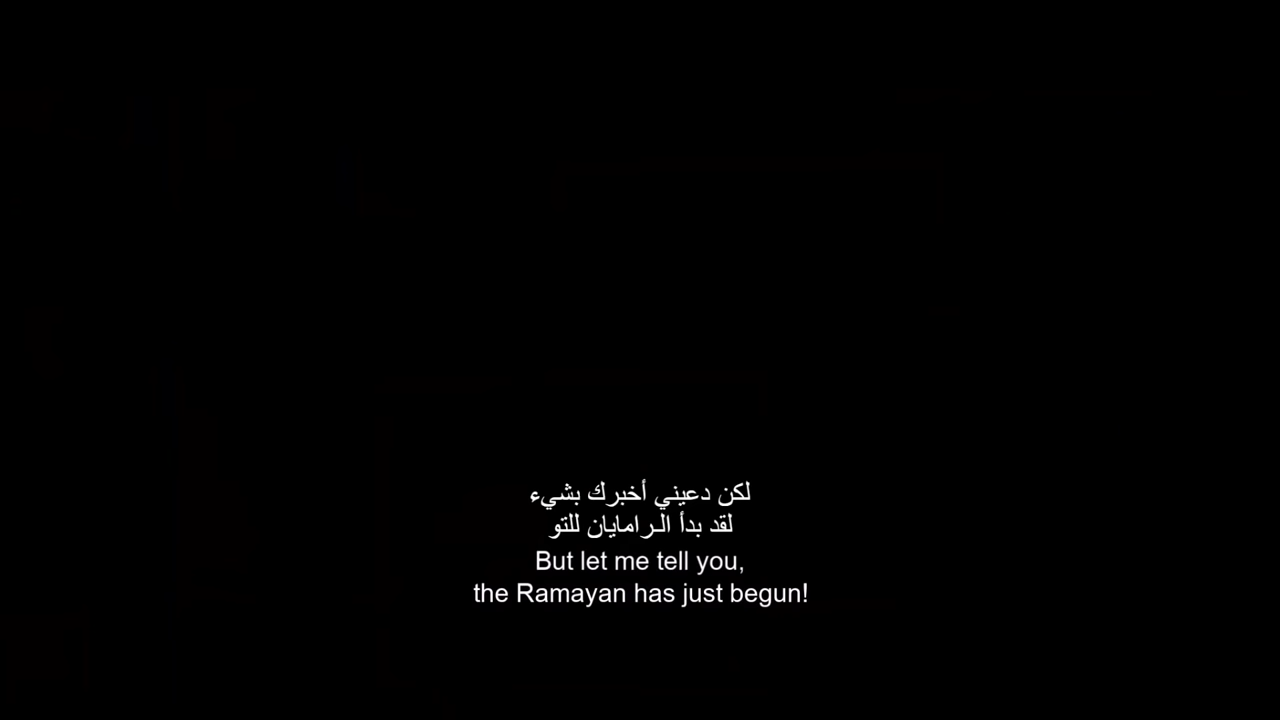 لكن دعيني أخبرك بشيء
لقد بدأ الـرامايان للتو
But let me tell you,
the Ramayan has just begun!